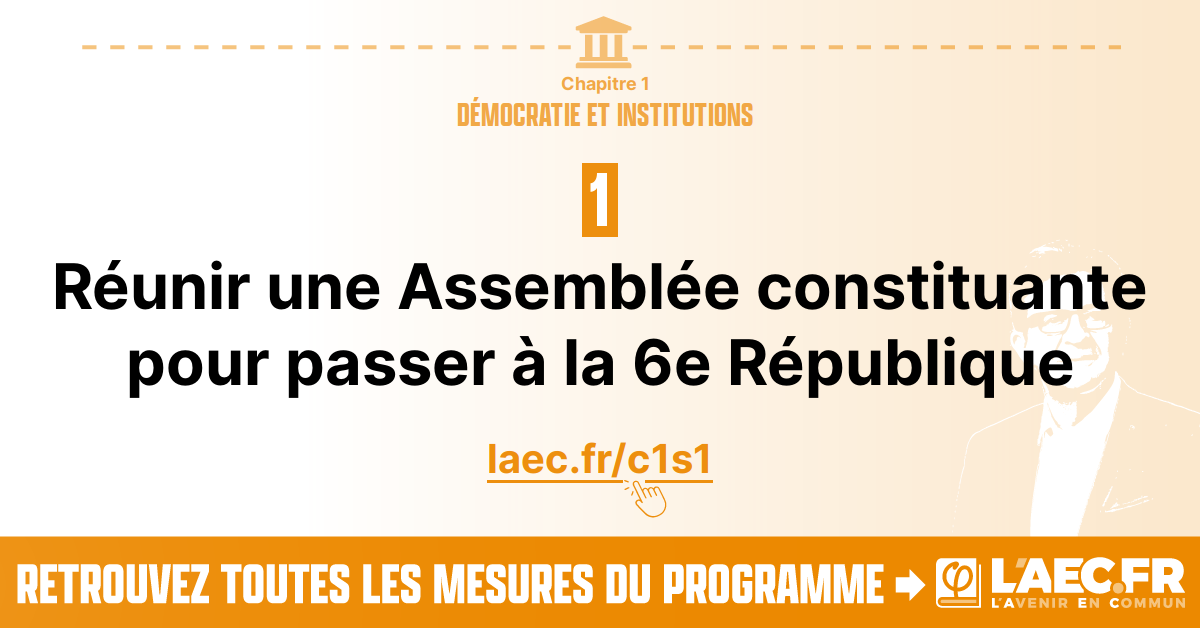 Chapitre 1
DÉMOCRATIE ET INSTITUTIONS
1
Réunir une Assemblée constituante
pour passer à la 6e République
laec.fr/c1s1
RETROUVEZ TOUTES LES MESURES DU PROGRAMME
φ L'AEC.FR
L'AVENIR EN COMMUN